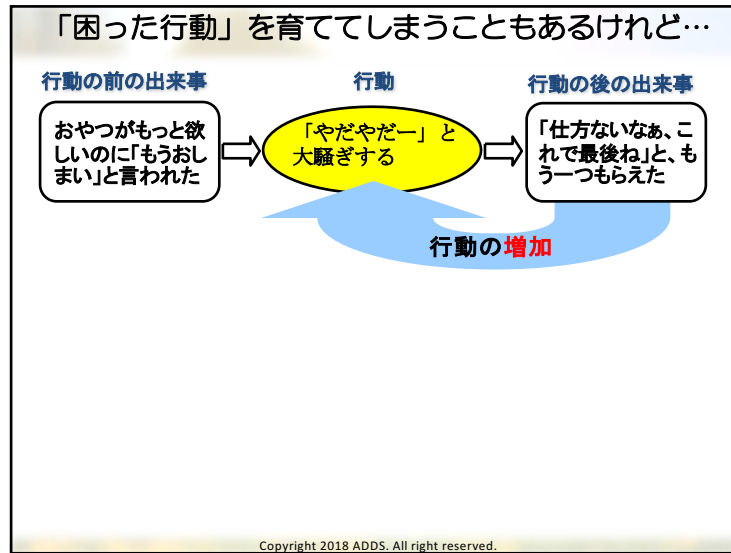 「困った行動」を育ててしまうこともあるけれど…
行動の前の出来事
行動
行動の後の出来事
おやつがもっと欲
しいのに「もうおし
まい」と言われた
「やだやだー」と
大騒ぎする
「仕方ないなぁ、こ
れで最後ね」と、も
う一つもらえた
行動の増加
Copyright 2018 ADDS. All right reserved.